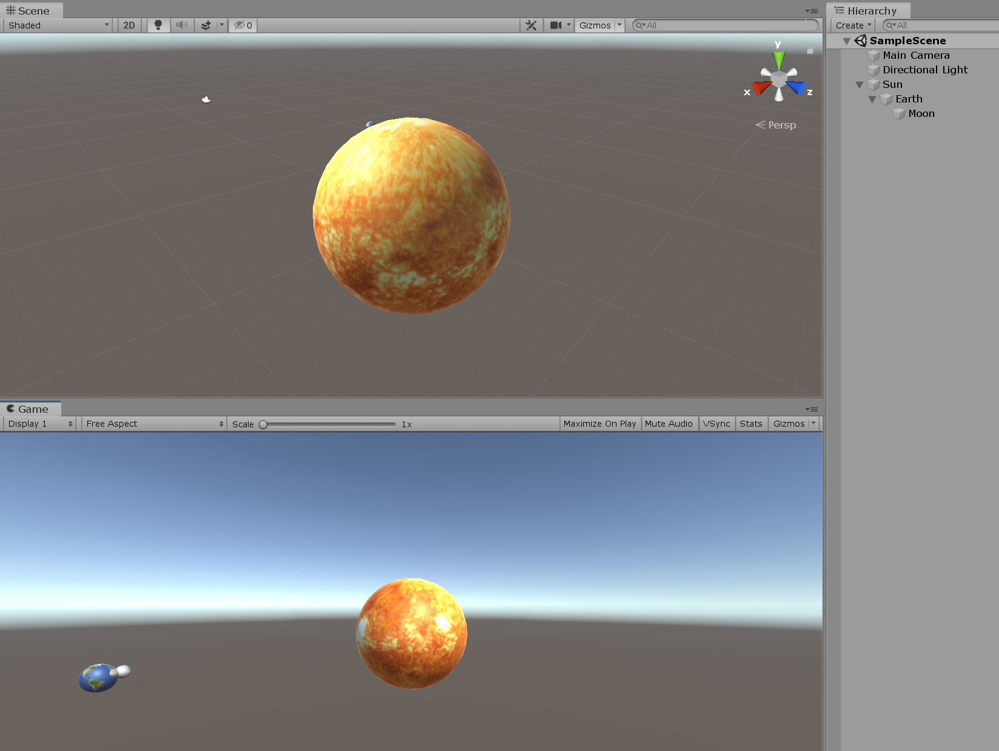 Scene
Shaded 2D 0 Gizmos All
y
x z
Persp
Hierarchy
Create All
SampleScene
Main Camera
Directional Light
Sun
Earth
Moon
Game
Display 1 Free Aspect Scale 1x Maximize On Play Mute Audio VSync Stats Gizmos